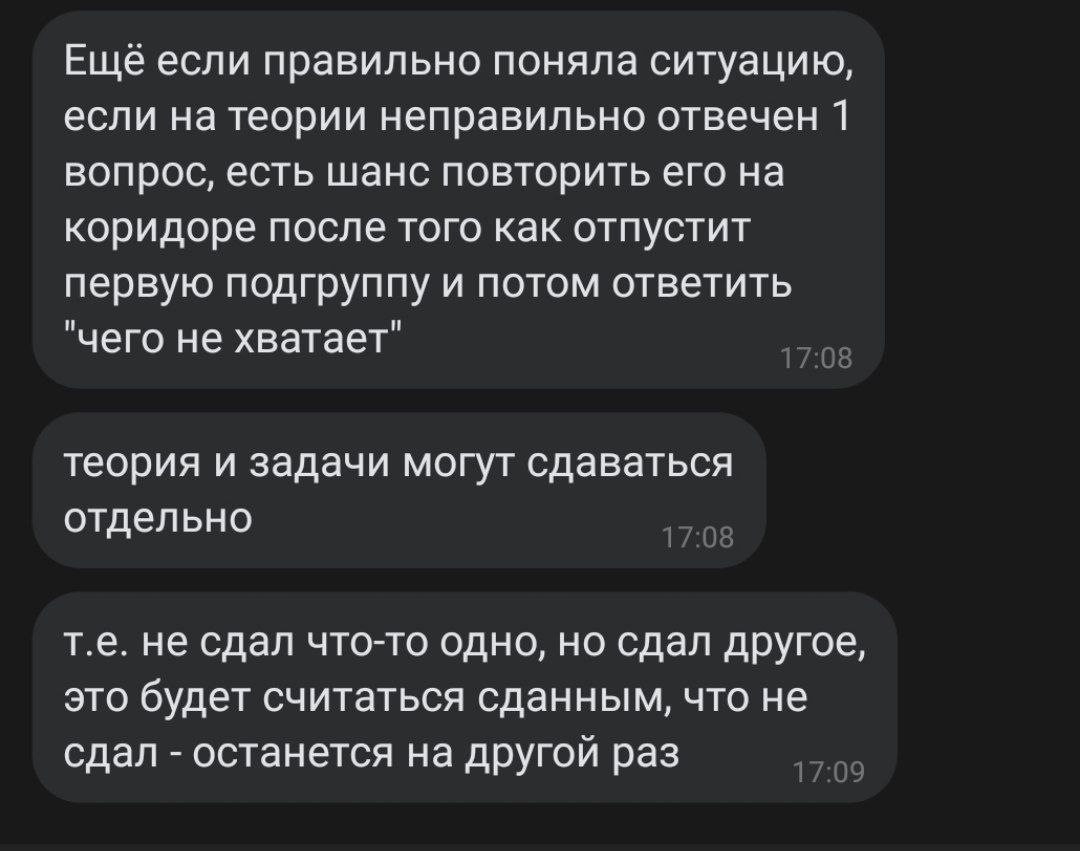 Ещё если правильно поняла ситуацию,
если на теории неправильно отвечен 1
вопрос, есть шанс повторить его на
коридоре после того как отпустит
первую подгруппу и потом ответить
"чего не хватает"
17:08
теория и задачи могут сдаваться
отдельно
17:08
т.е. не сдал что-то одно, но сдал другое,
это будет считаться сданным, что не
сдал - останется на другой раз
17:09